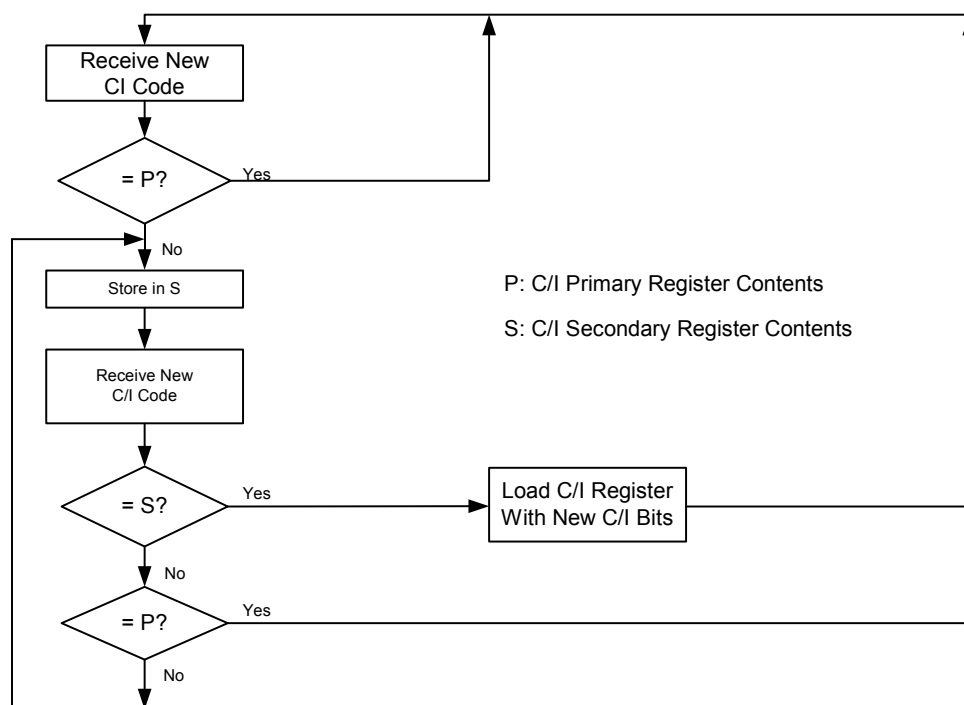 Receive New
CI Code
= P?
Yes
No
Store in S
P: C/I Primary Register Contents
S: C/I Secondary Register Contents
Receive New
C/I Code
= S?
Yes
Load C/I Register
With New C/I Bits
No
= P?
Yes
No